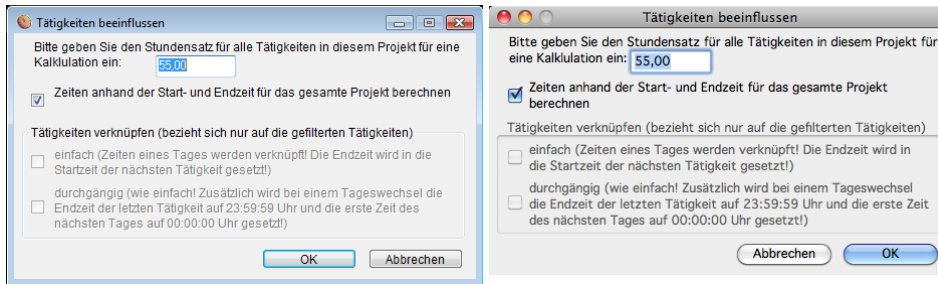 Tätigkeiten beeinflussen
Bitte geben Sie den Stundensatz für alle Tätigkeiten in diesem Projekt für eine
Kalklulation ein: 55,00
Zeiten anhand der Start- und Endzeit für das gesamte Projekt berechnen
Tätigkeiten verknüpfen (bezieht sich nur auf die gefilterten Tätigkeiten)
einfach (Zeiten eines Tages werden verknüpft! Die Endzeit wird in die
Startzeit der nächsten Tätigkeit gesetzt!)
durchgängig (wie einfach! Zusätzlich wird bei einem Tageswechsel die
Endzeit der letzten Tätigkeit auf 23:59:59 Uhr und die erste Zeit des
nächsten Tages auf 00:00:00 Uhr gesetzt!)
OK Abbrechen
Tätigkeiten beeinflussen
Bitte geben Sie den Stundensatz für alle Tätigkeiten in diesem Projekt für
eine Kalklulation ein: 55,00
Zeiten anhand der Start- und Endzeit für das gesamte Projekt
berechnen
Tätigkeiten verknüpfen (bezieht sich nur auf die gefilterten Tätigkeiten)
einfach (Zeiten eines Tages werden verknüpft! Die Endzeit wird in
die Startzeit der nächsten Tätigkeit gesetzt!)
durchgängig (wie einfach! Zusätzlich wird bei einem Tageswechsel
die Endzeit der letzten Tätigkeit auf 23:59:59 Uhr und die erste Zeit
des nächsten Tages auf 00:00:00 Uhr gesetzt!)
Abbrechen OK